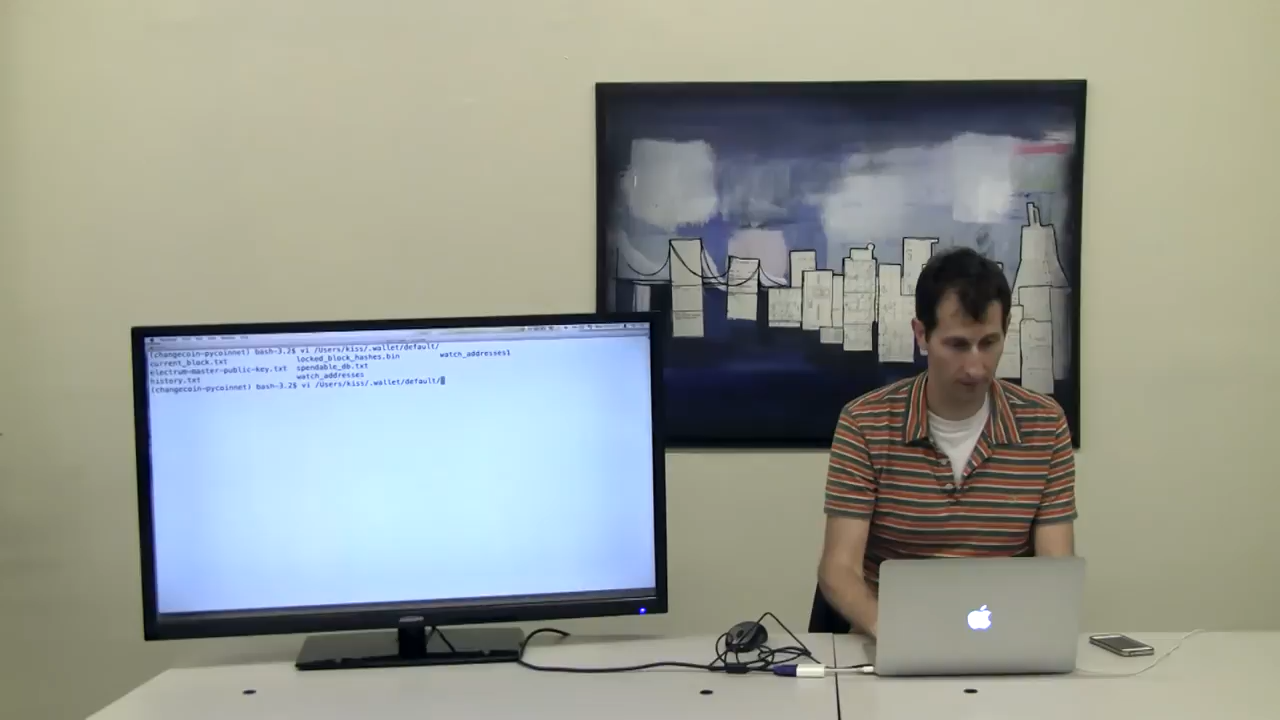 (changecoin-pycoinnet) bash-3.2$ vi /Users/kiss/.wallet/default/
current_block.txt locked_block_hashes.bin watch_addresses1
electrum-master-public-key.txt spendable_db.txt
history.txt watch_addresses
(changecoin-pycoinnet) bash-3.2$ vi /Users/kiss/.wallet/default/